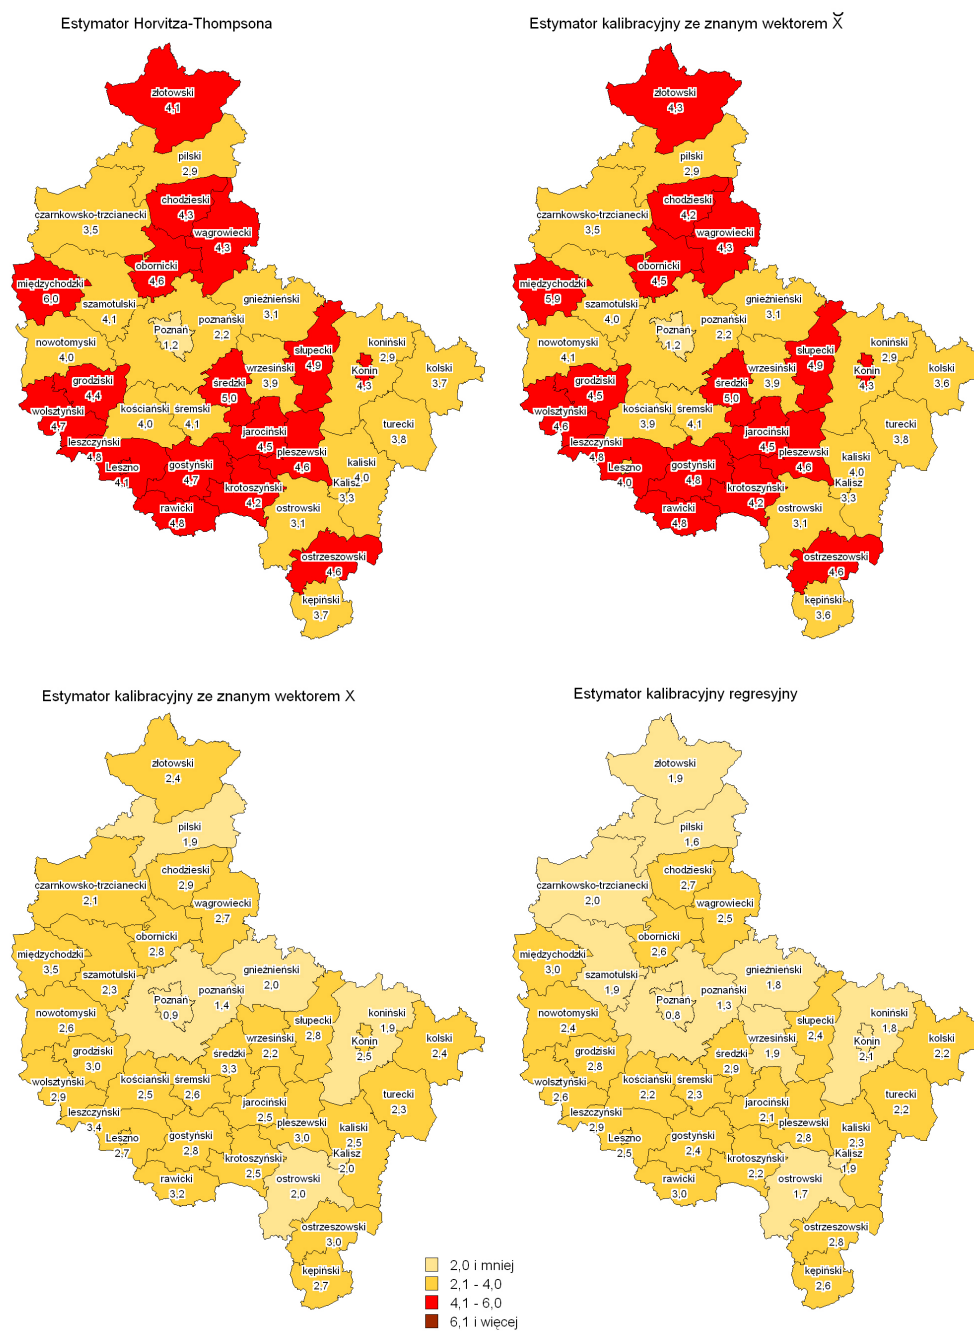 Estymator Horvitza-Thompsona
złotowski
4,1
pilski
2,9
chodzieski
4,3
czarnkowsko-trzcianecki
3,5
wągrowiecki
4,3
obornicki
4,6
międzychodzki
6,0
szamotulski
4,1
gnieźnieński
3,1
poznański
2,2
Poznań
1,2
nowotomyski
4,0
słupecki
4,9
koniński
2,9
Konin
4,3
kolski
3,7
wrzesiński
3,9
średzki
5,0
grodziski
4,4
wolsztyński
4,7
kościański
4,0
śremski
4,1
turecki
3,8
jarociński
4,5
leszczyński
4,8
pleszewski
4,6
kaliski
4,0
Leszno
4,1
gostyński
4,7
krotoszyński
4,2
Kalisz
3,3
rawicki
4,8
ostrowski
3,1
ostrzeszowski
4,6
kępiński
3,7
Estymator kalibracyjny ze znanym wektorem X̆
złotowski
4,3
pilski
2,9
chodzieski
4,2
czarnkowsko-trzcianecki
3,5
wągrowiecki
4,3
obornicki
4,5
międzychodzki
5,9
szamotulski
4,0
gnieźnieński
3,1
poznański
2,2
Poznań
1,2
nowotomyski
4,1
słupecki
4,9
koniński
2,9
Konin
4,3
kolski
3,6
wrzesiński
3,9
średzki
5,0
grodziski
4,5
wolsztyński
4,6
kościański
3,9
śremski
4,1
turecki
3,8
jarociński
4,5
leszczyński
4,8
pleszewski
4,6
kaliski
4,0
Leszno
4,0
gostyński
4,8
krotoszyński
4,2
Kalisz
3,3
rawicki
4,8
ostrowski
3,1
ostrzeszowski
4,6
kępiński
3,6
Estymator kalibracyjny ze znanym wektorem X
złotowski
2,4
pilski
1,9
chodzieski
2,9
czarnkowsko-trzcianecki
2,1
wągrowiecki
2,7
obornicki
2,8
międzychodzki
3,5
szamotulski
2,3
gnieźnieński
2,0
poznański
1,4
Poznań
0,9
nowotomyski
2,6
słupecki
2,8
koniński
1,9
Konin
2,5
kolski
2,4
wrzesiński
2,2
średzki
3,3
grodziski
3,0
wolsztyński
2,9
kościański
2,5
śremski
2,6
turecki
2,3
jarociński
2,5
leszczyński
3,4
pleszewski
3,0
kaliski
2,5
Leszno
2,7
gostyński
2,8
krotoszyński
2,5
Kalisz
2,0
rawicki
3,2
ostrowski
2,0
ostrzeszowski
3,0
kępiński
2,7
Estymator kalibracyjny regresyjny
złotowski
1,9
pilski
1,6
chodzieski
2,7
czarnkowsko-trzcianecki
2,0
wągrowiecki
2,5
obornicki
2,6
międzychodzki
3,0
szamotulski
1,9
gnieźnieński
1,8
poznański
1,3
Poznań
0,8
nowotomyski
2,4
słupecki
2,4
koniński
1,8
Konin
2,1
kolski
2,2
wrzesiński
1,9
średzki
2,9
grodziski
2,8
wolsztyński
2,6
kościański
2,2
śremski
2,3
turecki
2,2
jarociński
2,1
leszczyński
2,9
pleszewski
2,8
kaliski
2,3
Leszno
2,5
gostyński
2,4
krotoszyński
2,2
Kalisz
1,9
rawicki
3,0
ostrowski
1,7
ostrzeszowski
2,8
kępiński
2,6
2,0 i mniej
2,1 - 4,0
4,1 - 6,0
6,1 i więcej